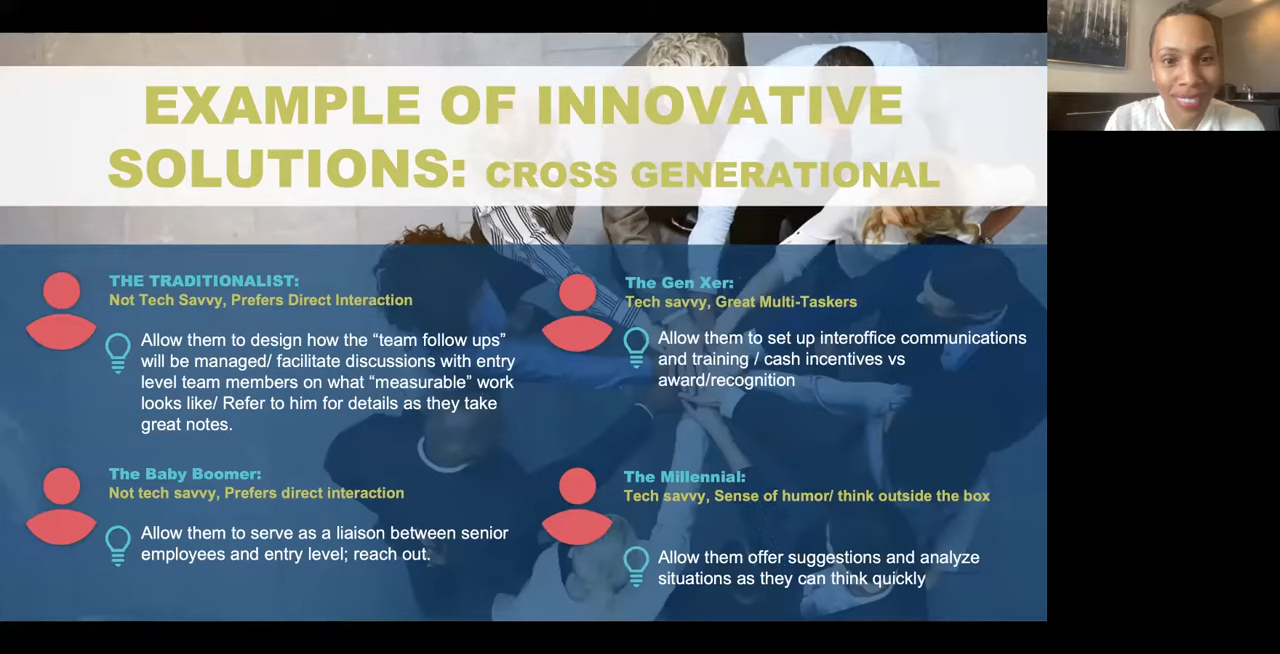 EXAMPLE OF INNOVATIVE
SOLUTIONS: CROSS GENERATIONAL
THE TRADITIONALIST:
Not Tech Savvy, Prefers Direct Interaction
Allow them to design how the “team follow ups”
will be managed/ facilitate discussions with entry
level team members on what “measurable” work
looks like/ Refer to him for details as they take
great notes.
The Gen Xer:
Tech savvy, Great Multi-Taskers
Allow them to set up interoffice communications
and training / cash incentives vs
award/recognition
The Baby Boomer:
Not tech savvy, Prefers direct interaction
Allow them to serve as a liaison between senior
employees and entry level; reach out.
The Millennial:
Tech savvy, Sense of humor/ think outside the box
Allow them offer suggestions and analyze
situations as they can think quickly